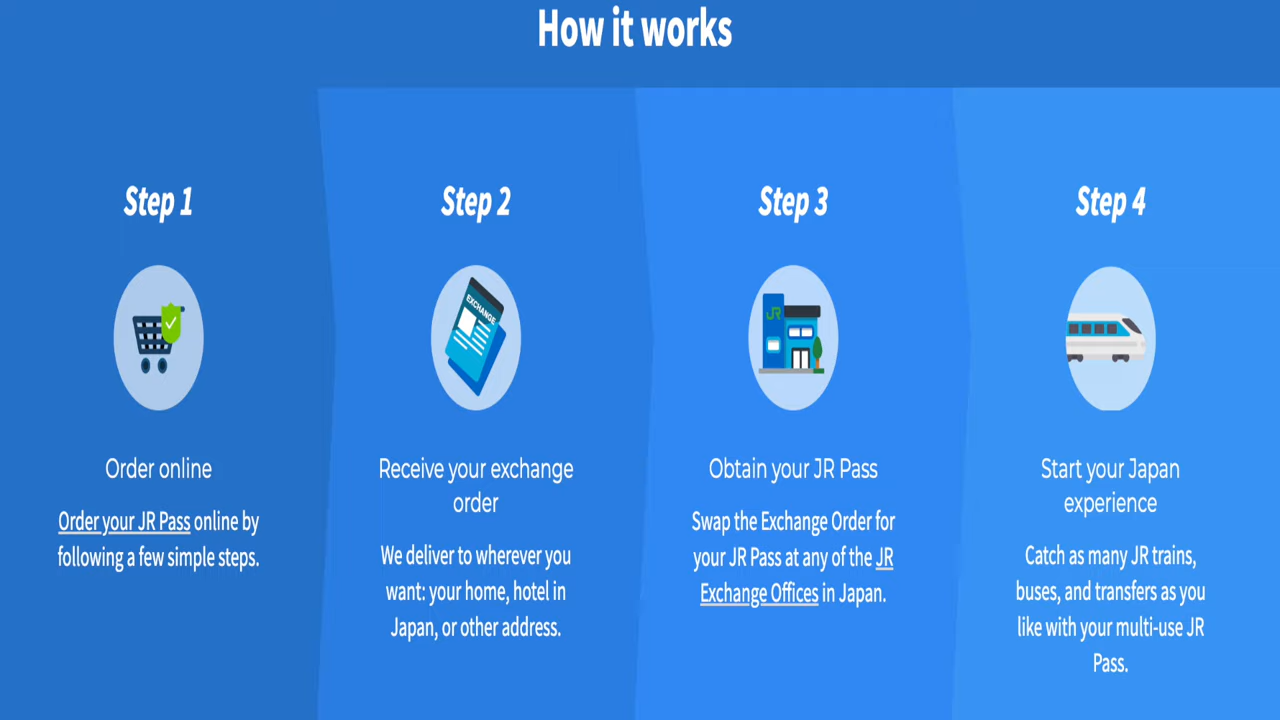 How it works
Step 1
Order online
Order your JR Pass online by
following a few simple steps.
Step 2
EXCHANGE
Receive your exchange
order
We deliver to wherever you
want: your home, hotel in
Japan, or other address.
Step 3
JR
Obtain your JR Pass
Swap the Exchange Order for
your JR Pass at any of the JR
Exchange Offices in Japan.
Step 4
Start your Japan
experience
Catch as many JR trains,
buses, and transfers as you
like with your multi-use JR
Pass.